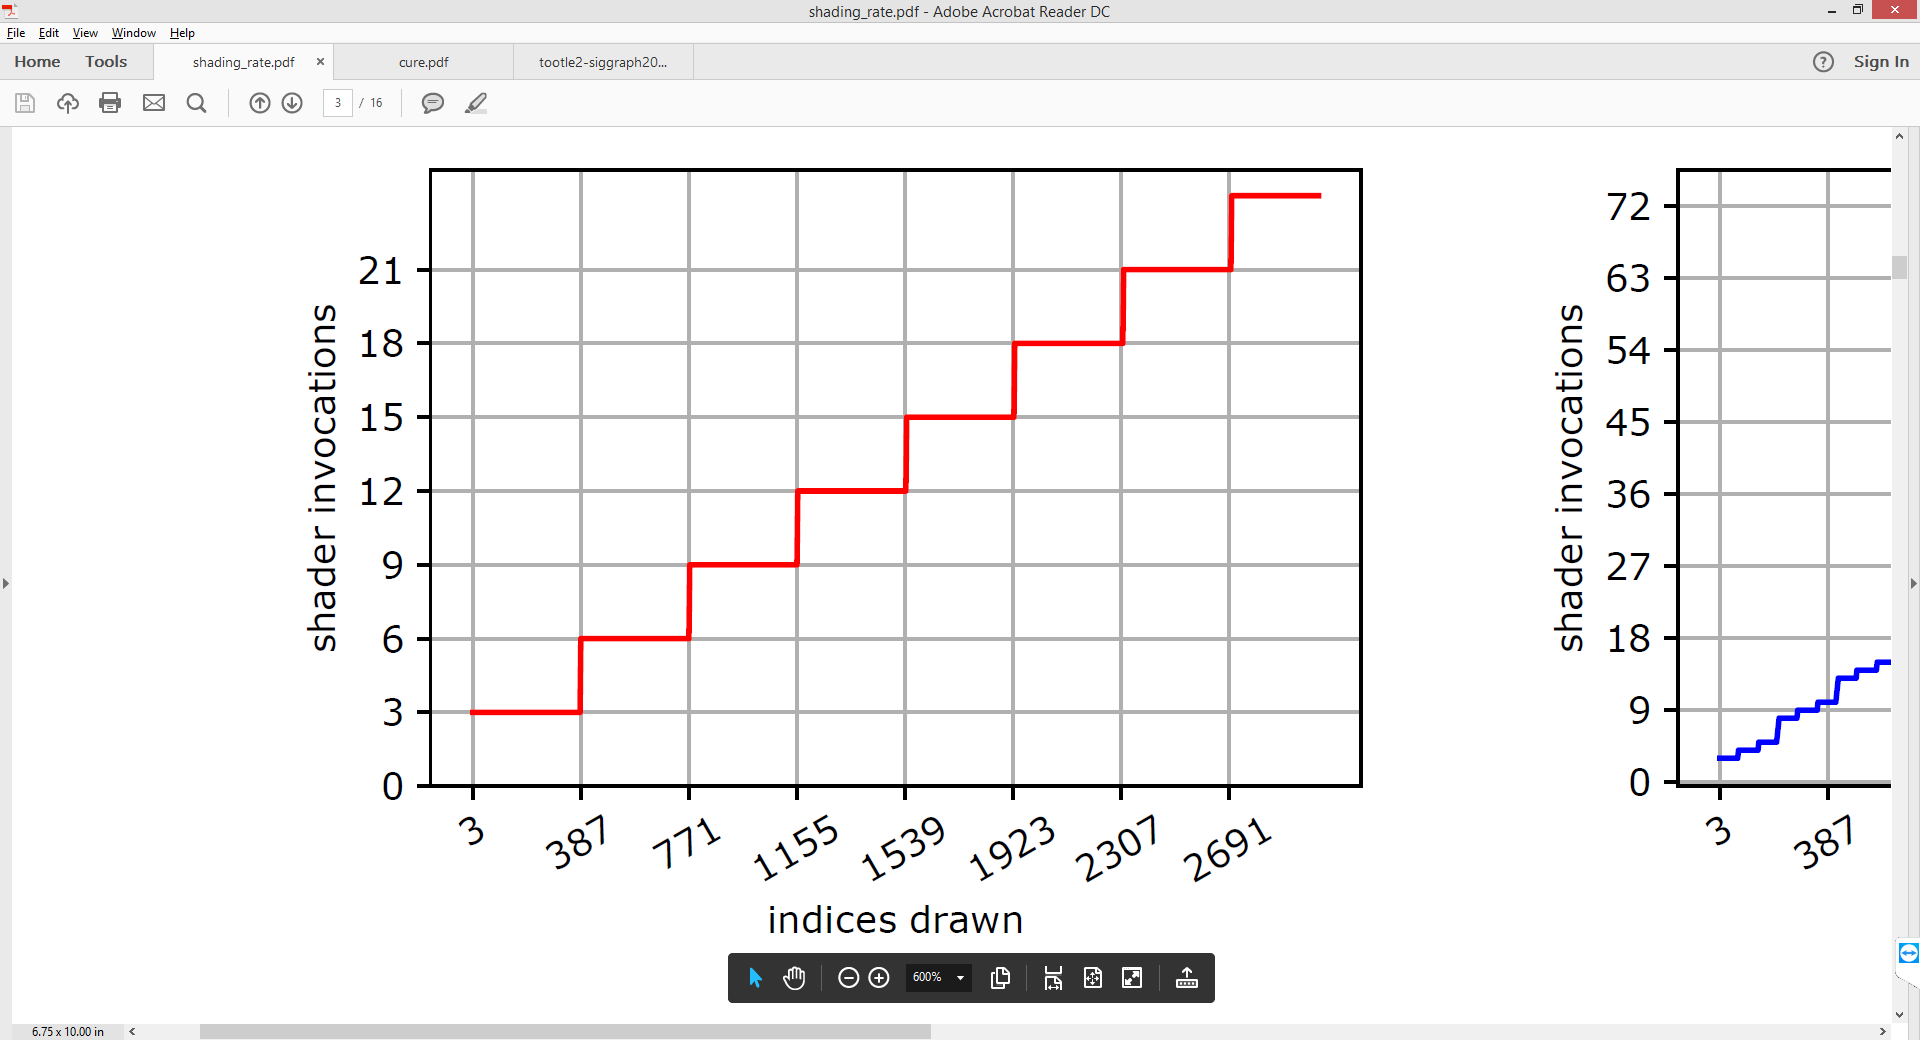 shading_rate.pdf - Adobe Acrobat Reader DC
File Edit View Window Help
Home Tools shading_rate.pdf × cure.pdf tootle2-siggraph20... ? Sign In
3 / 16
21
18
15
12
9
6
3
0
shader invocations
3 387 771 1155 1539 1923 2307 2691
indices drawn
72
63
54
45
36
27
18
9
0
shader invocations
3 387
600%
6.75 x 10.00 in